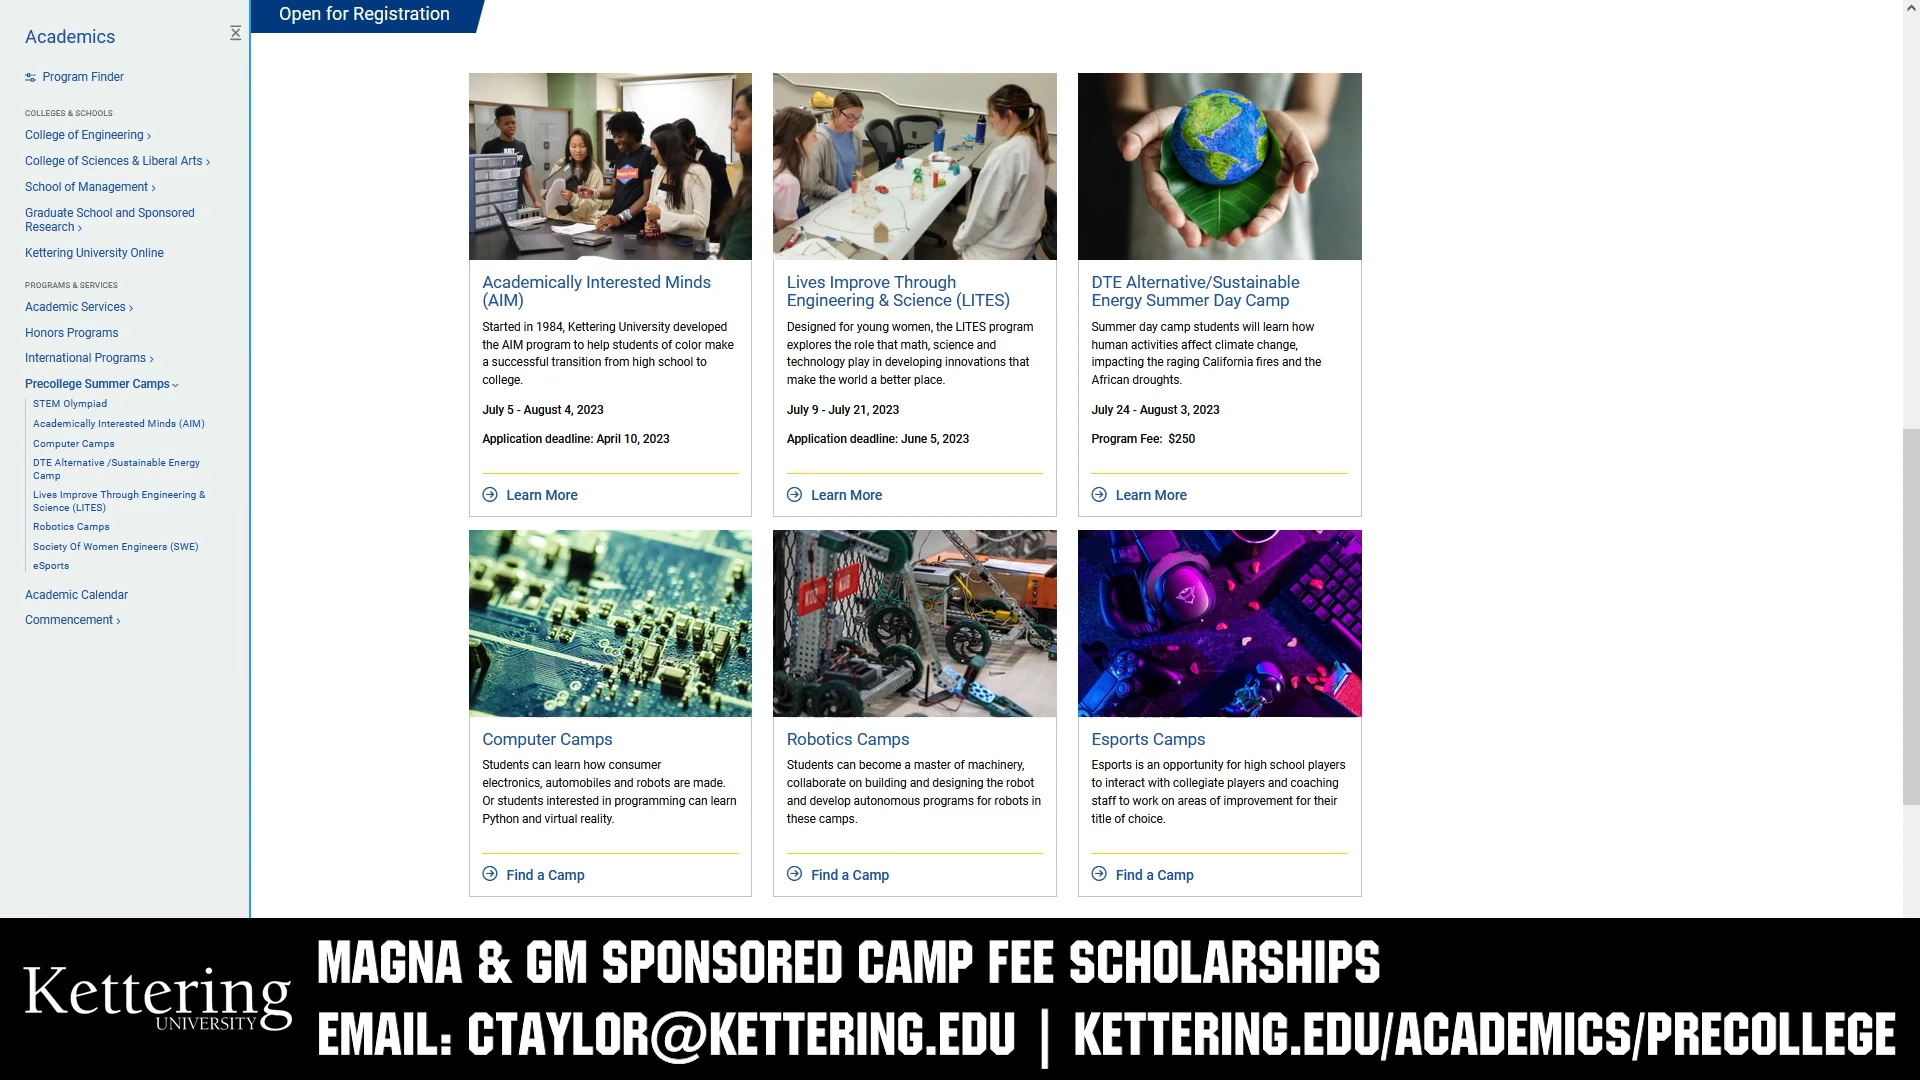 Open for Registration
Academics
Program Finder
COLLEGES & SCHOOLS
College of Engineering
College of Sciences & Liberal Arts
School of Management
Graduate School and Sponsored
Research
Kettering University Online
PROGRAMS & SERVICES
Academic Services
Honors Programs
International Programs
Precollege Summer Camps
STEM Olympiad
Academically Interested Minds (AIM)
Computer Camps
DTE Alternative /Sustainable Energy
Camp
Lives Improve Through Engineering &
Science (LITES)
Robotics Camps
Society Of Women Engineers (SWE)
eSports
Academic Calendar
Commencement
Academically Interested Minds
(AIM)
Started in 1984, Kettering University developed
the AIM program to help students of color make
a successful transition from high school to
college.
July 5 - August 4, 2023
Application deadline: April 10, 2023
Learn More
Lives Improve Through
Engineering & Science (LITES)
Designed for young women, the LITES program
explores the role that math, science and
technology play in developing innovations that
make the world a better place.
July 9 - July 21, 2023
Application deadline: June 5, 2023
Learn More
DTE Alternative/Sustainable
Energy Summer Day Camp
Summer day camp students will learn how
human activities affect climate change,
impacting the raging California fires and the
African droughts.
July 24 - August 3, 2023
Program Fee: $250
Learn More
Computer Camps
Students can learn how consumer
electronics, automobiles and robots are made.
Or students interested in programming can learn
Python and virtual reality.
Find a Camp
Robotics Camps
Students can become a master of machinery,
collaborate on building and designing the robot
and develop autonomous programs for robots in
these camps.
Find a Camp
Esports Camps
Esports is an opportunity for high school players
to interact with collegiate players and coaching
staff to work on areas of improvement for their
title of choice.
Find a Camp
Kettering
UNIVERSITY
MAGNA & GM SPONSORED CAMP FEE SCHOLARSHIPS
EMAIL: CTAYLOR@KETTERING.EDU | KETTERING.EDU/ACADEMICS/PRECOLLEGE